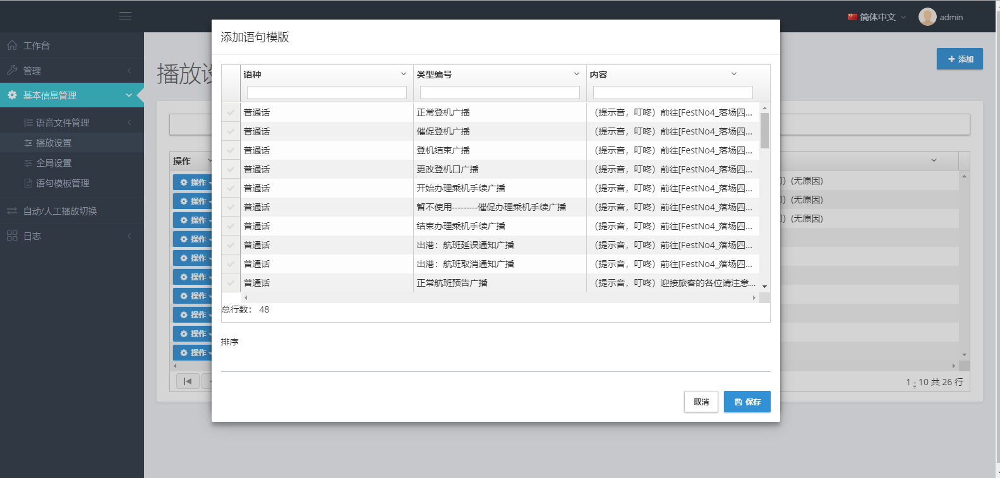 简体中文
admin
工作台
管理
基本信息管理
语音文件管理
播放设置
全局设置
语句模板管理
自动/人工播放切换
日志
播放设
添加
操作
操作
操作
操作
操作
操作
操作
操作
操作
操作
操作
添加语句模版
语种 类型编号 内容
普通话 正常登机广播 （提示音，叮咚）前往[FestNo4_落场四...
普通话 催促登机广播 （提示音，叮咚）前往[FestNo4_落场四...
普通话 登机结束广播 （提示音，叮咚）前往[FestNo4_落场四...
普通话 更改登机口广播 （提示音，叮咚）前往[FestNo4_落场四...
普通话 开始办理乘机手续广播 （提示音，叮咚）前往[FestNo4_落场四...
普通话 暂不使用---------催促办理乘机手续广播 （提示音，叮咚）前往[FestNo4_落场四...
普通话 结束办理乘机手续广播 （提示音，叮咚）前往[FestNo4_落场四...
普通话 出港：航班延误通知广播 （提示音，叮咚）前往[FestNo4_落场四...
普通话 出港：航班取消通知广播 （提示音，叮咚）前往[FestNo4_落场四...
普通话 正常航班预告广播 （提示音，叮咚）迎接旅客的各位请注意...
总行数： 48
排序
取消
保存
）(无原因)
）(无原因)
）(无原因)
1 - 10 共 26 行